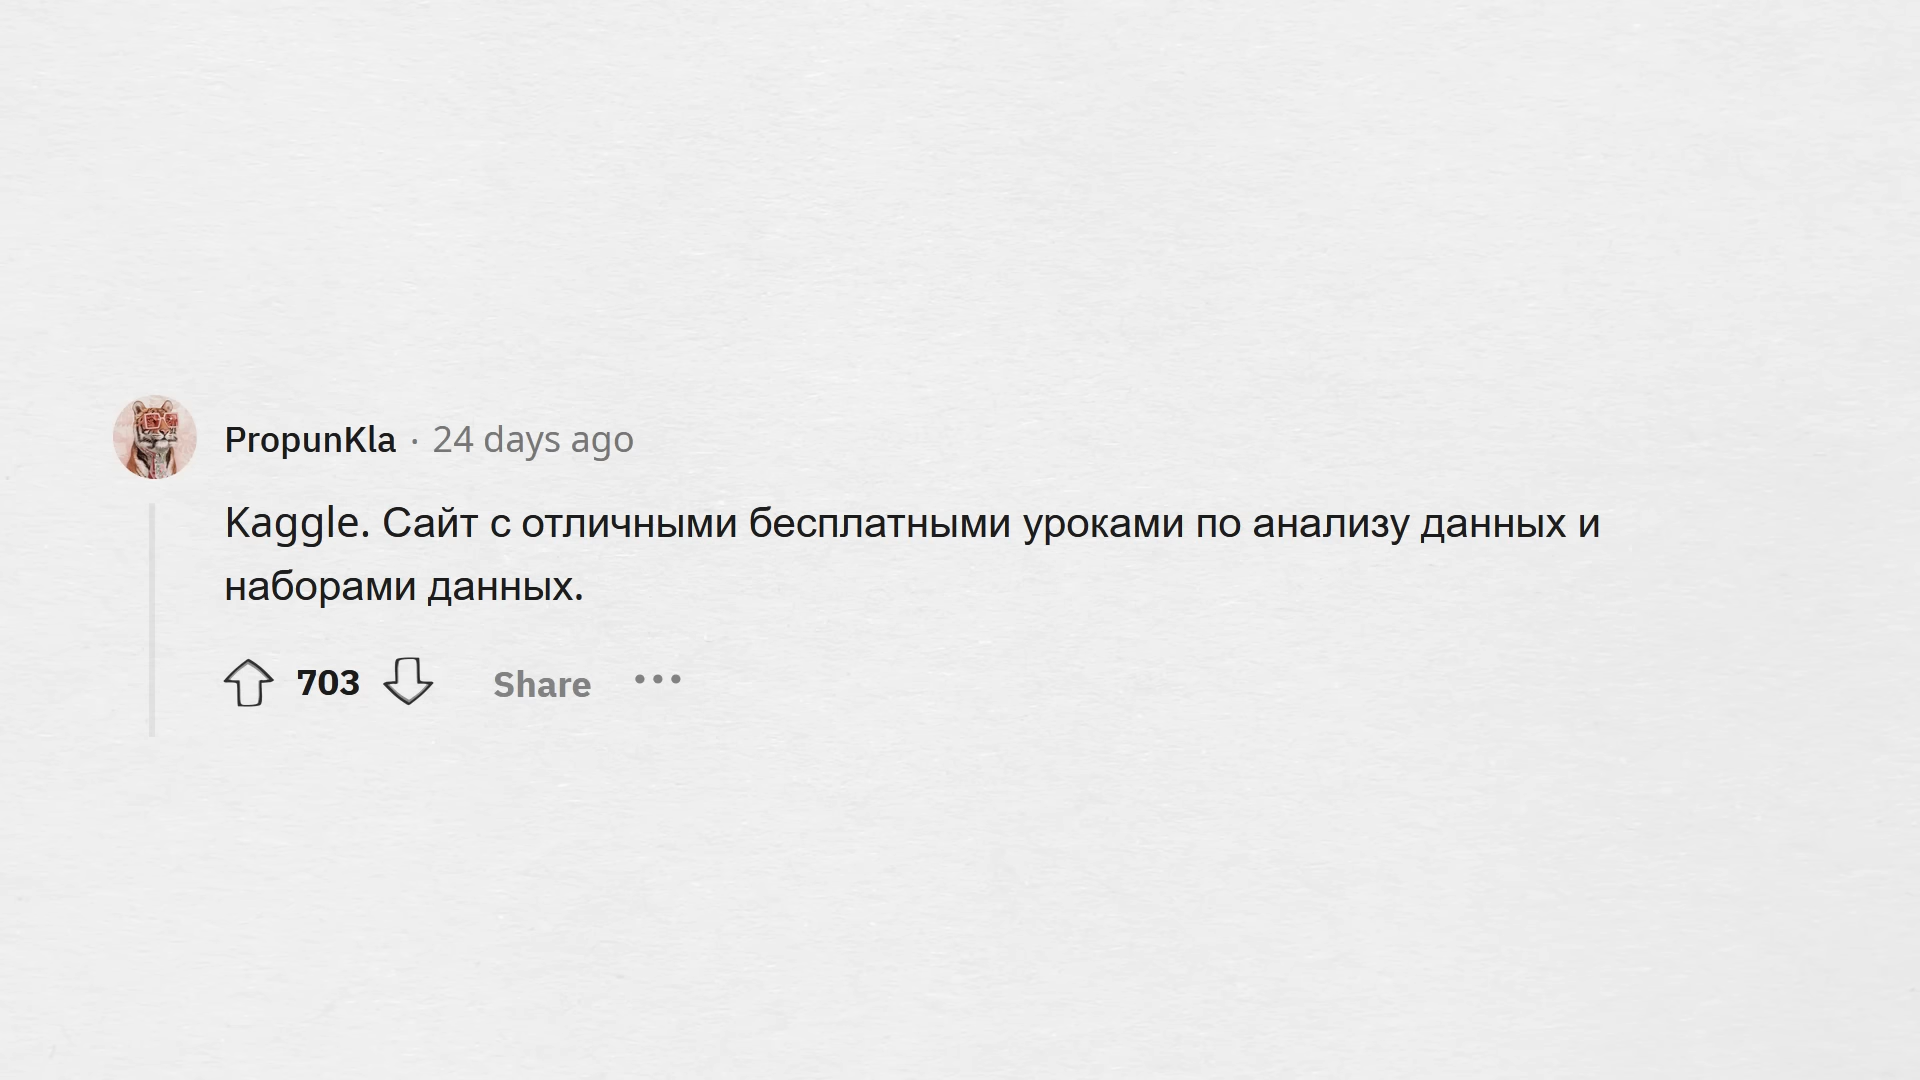 PropunKla · 24 days ago
Kaggle. Сайт с отличными бесплатными уроками по анализу данных и
наборами данных.
703 Share •••